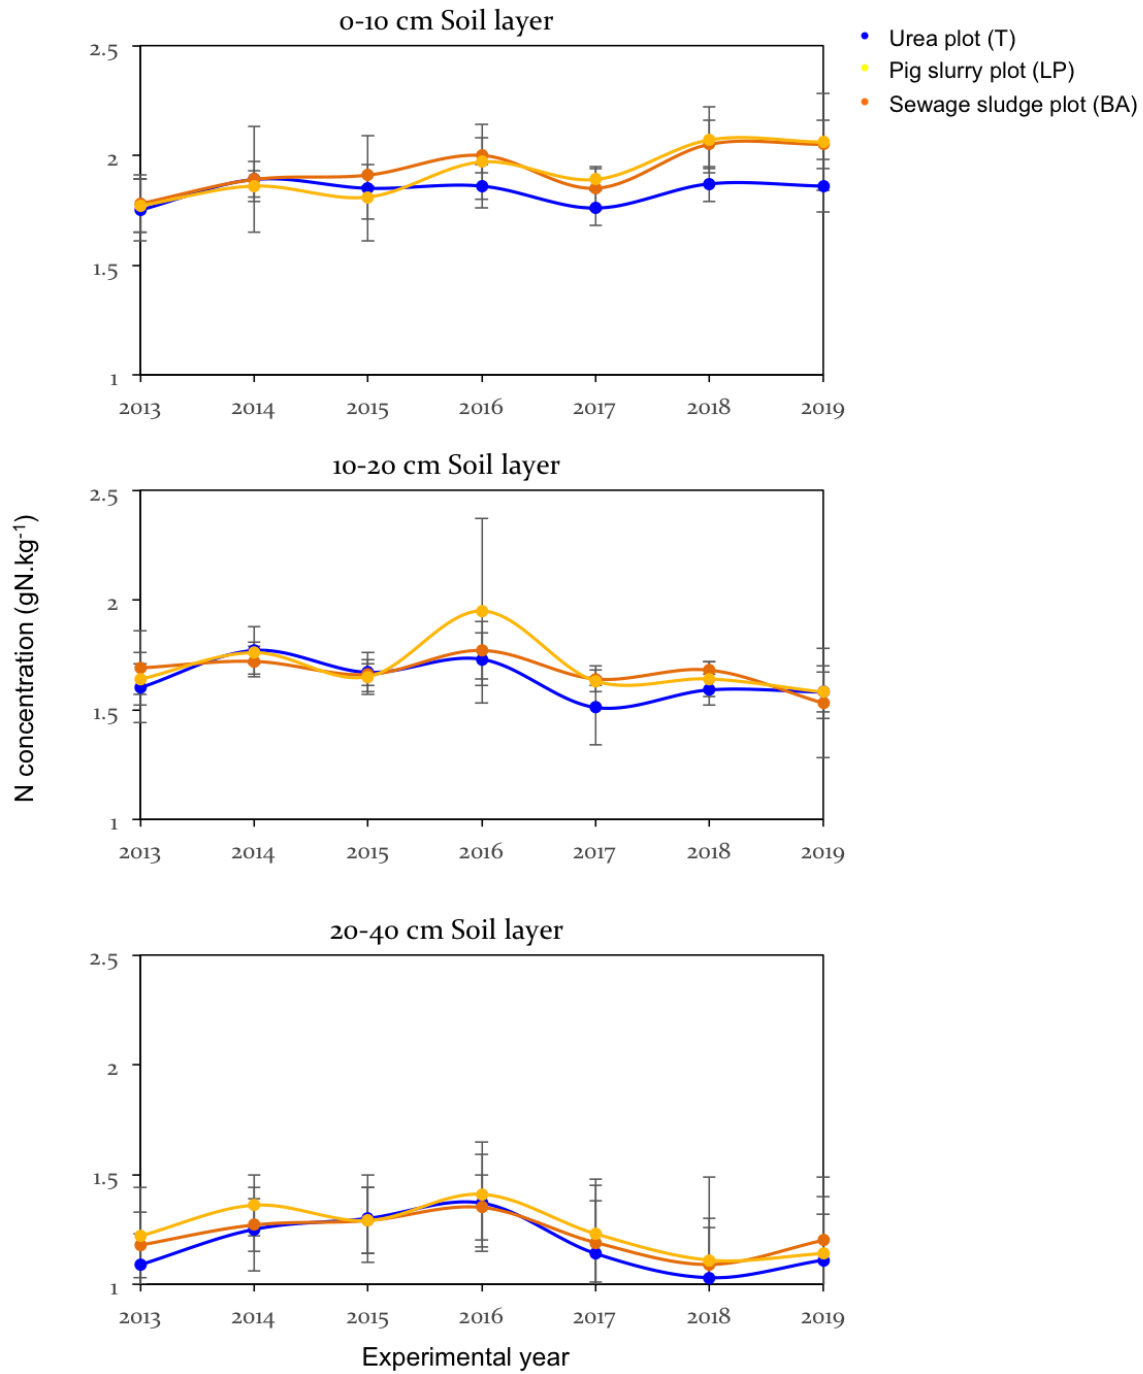 0-10 cm Soil layer
Urea plot (T)
Pig slurry plot (LP)
Sewage sludge plot (BA)
2.5
2
1.5
1
2013 2014 2015 2016 2017 2018 2019
10-20 cm Soil layer
2.5
2
1.5
1
2013 2014 2015 2016 2017 2018 2019
N concentration (gN.kg⁻¹)
20-40 cm Soil layer
2.5
2
1.5
1
2013 2014 2015 2016 2017 2018 2019
Experimental year